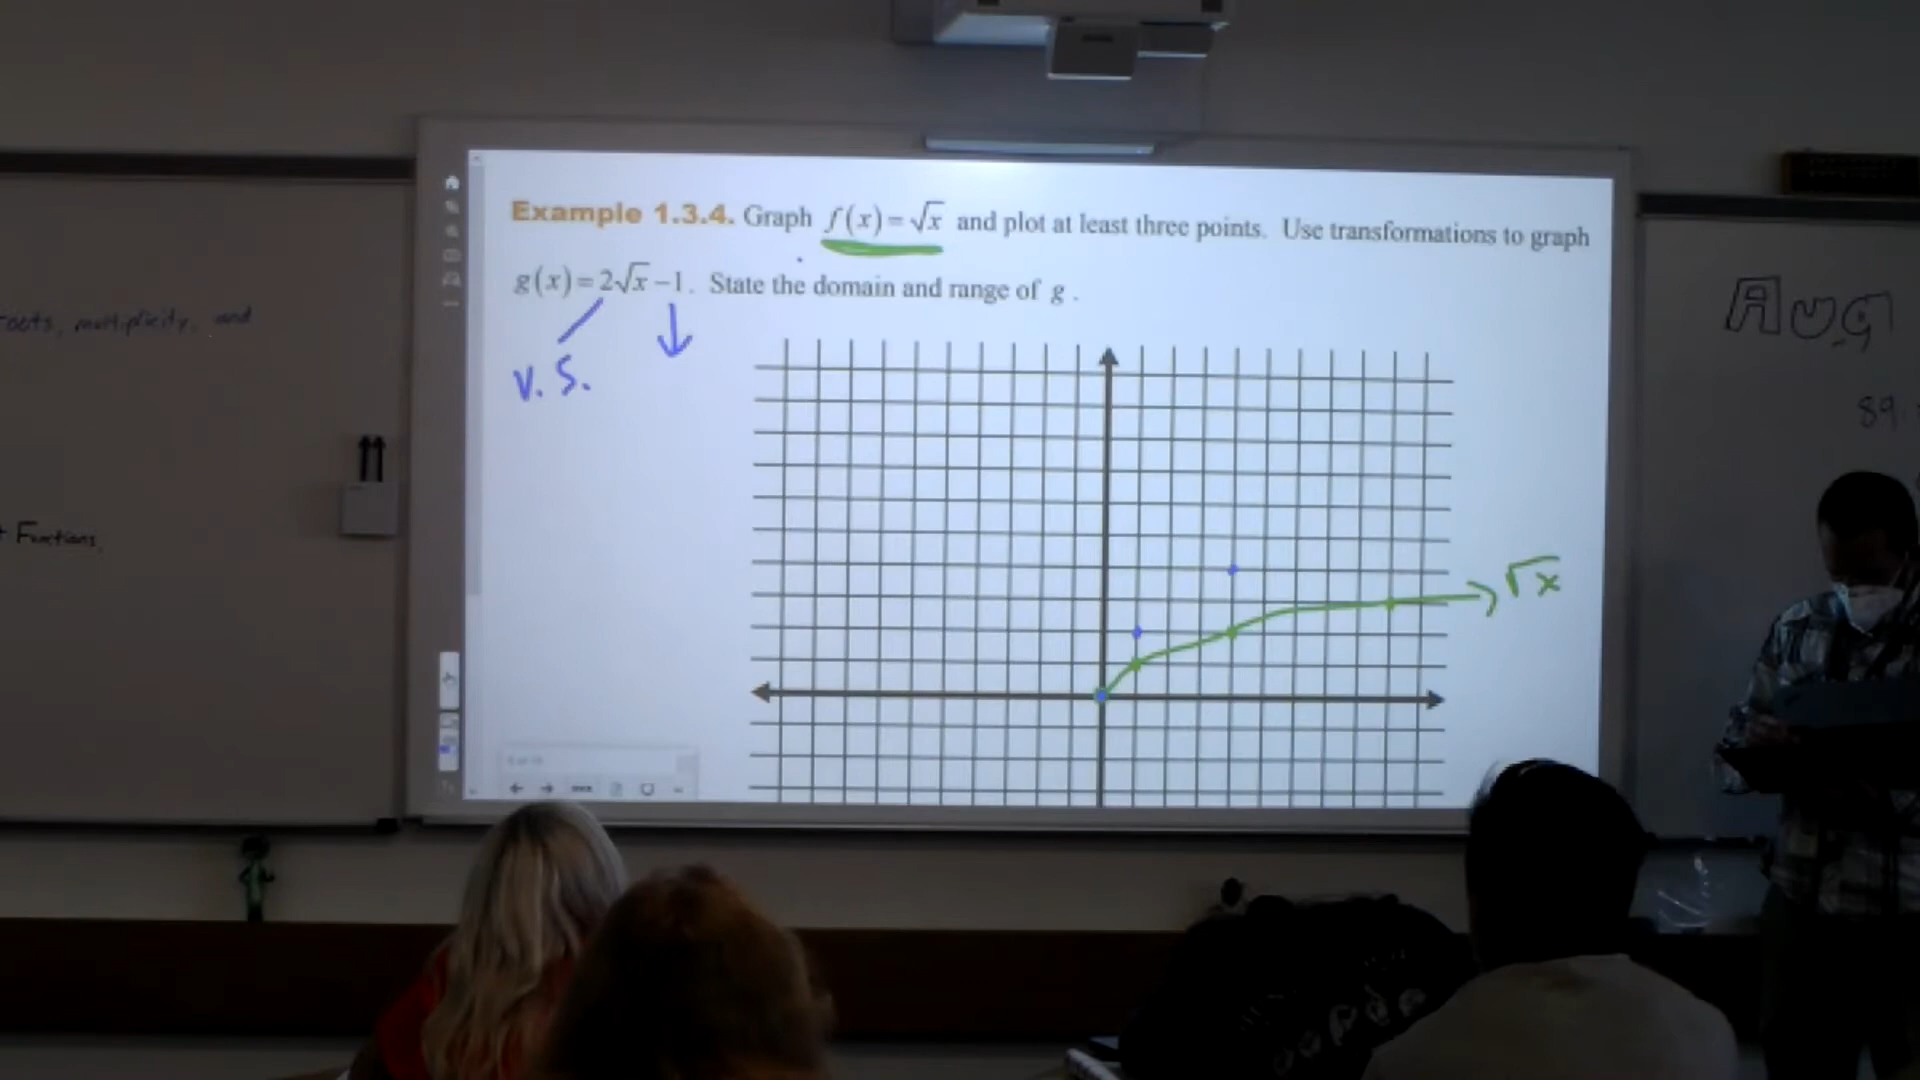 Example 1.3.4. Graph f(x)=√x and plot at least three points. Use transformations to graph
g(x)=2√x−1. State the domain and range of g.
V. S.
√x
roots, multiplicity, and
Functions,
Aug
89